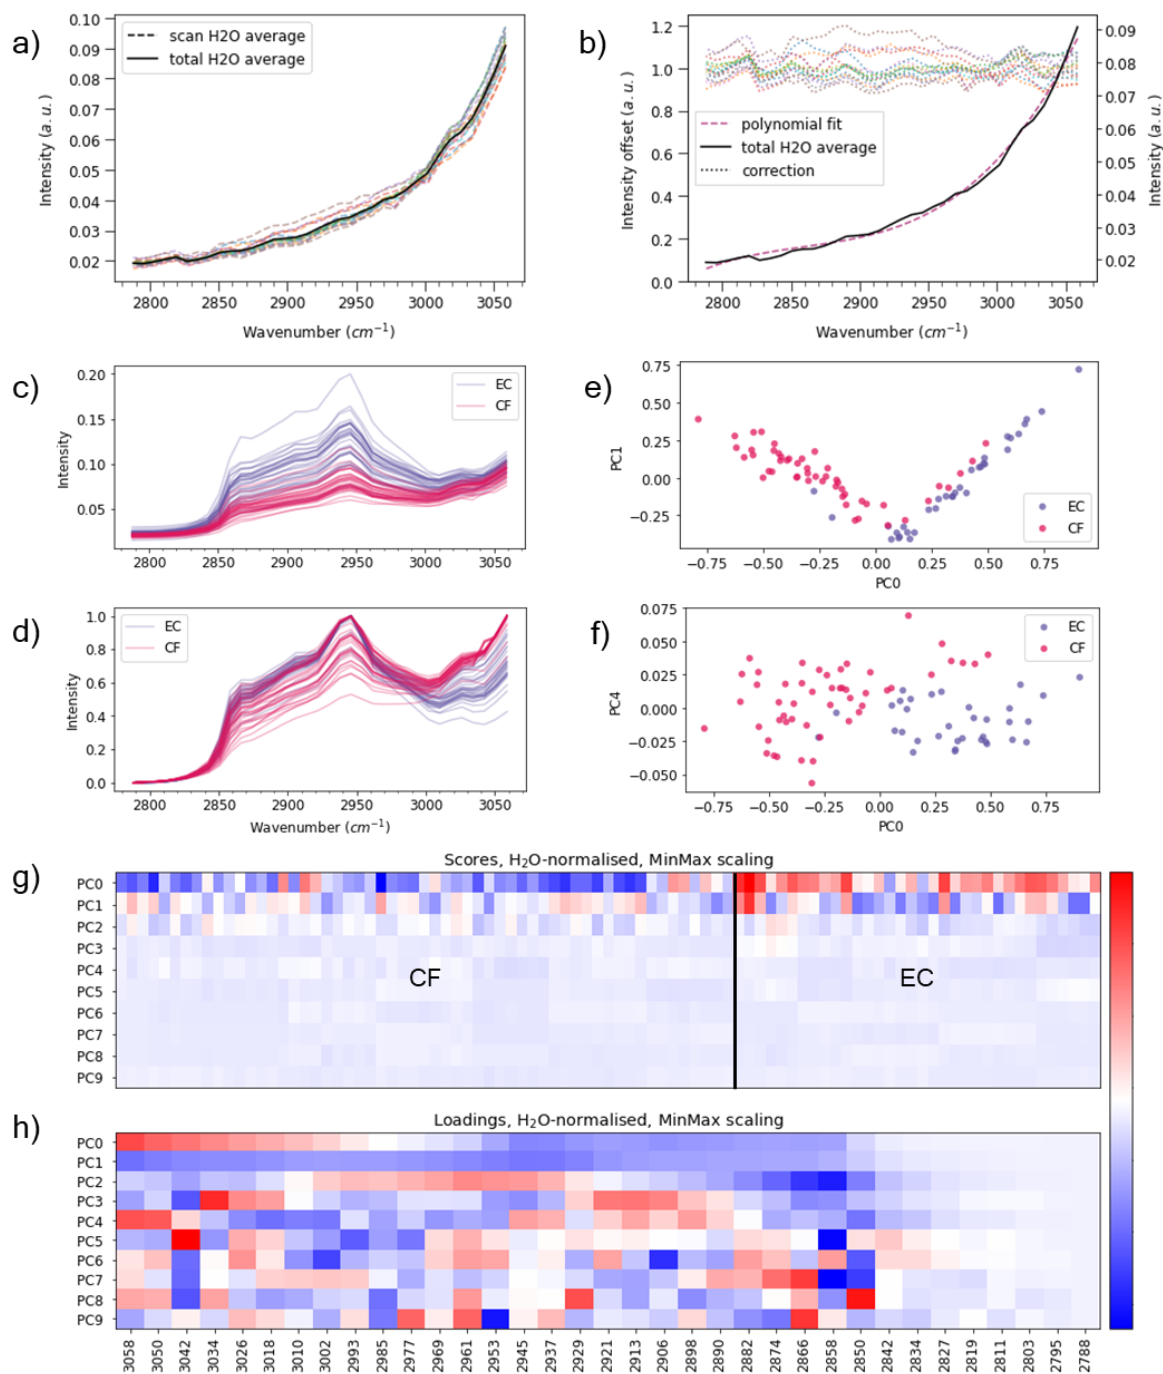 a)
0.10
0.09
0.08
0.07
0.06
0.05
0.04
0.03
0.02
Intensity (a.u.)
scan H2O average
total H2O average
2800 2850 2900 2950 3000 3050
Wavenumber (cm⁻¹)
b)
1.2
1.0
0.8
0.6
0.4
0.2
0.0
Intensity offset (a.u.)
polynomial fit
total H2O average
correction
0.09
0.08
0.07
0.06
0.05
0.04
0.03
0.02
Intensity (a.u.)
2800 2850 2900 2950 3000 3050
Wavenumber (cm⁻¹)
c)
0.20
0.15
0.10
0.05
Intensity
EC
CF
2800 2850 2900 2950 3000 3050
e)
0.75
0.50
0.25
0.00
−0.25
PC1
EC
CF
−0.75 −0.50 −0.25 0.00 0.25 0.50 0.75
PC0
d)
1.0
0.8
0.6
0.4
0.2
0.0
Intensity
EC
CF
2800 2850 2900 2950 3000 3050
Wavenumber (cm⁻¹)
f)
0.075
0.050
0.025
0.000
−0.025
−0.050
PC4
EC
CF
−0.75 −0.50 −0.25 0.00 0.25 0.50 0.75
PC0
g)
Scores, H₂O-normalised, MinMax scaling
PC0
PC1
PC2
PC3
PC4
PC5
PC6
PC7
PC8
PC9
CF
EC
h)
Loadings, H₂O-normalised, MinMax scaling
PC0
PC1
PC2
PC3
PC4
PC5
PC6
PC7
PC8
PC9
3058 3050 3042 3034 3026 3018 3010 3002 2993 2985 2977 2969 2961 2953 2945 2937 2929 2921 2913 2906 2898 2890 2882 2874 2866 2858 2850 2842 2834 2827 2819 2811 2803 2795 2788